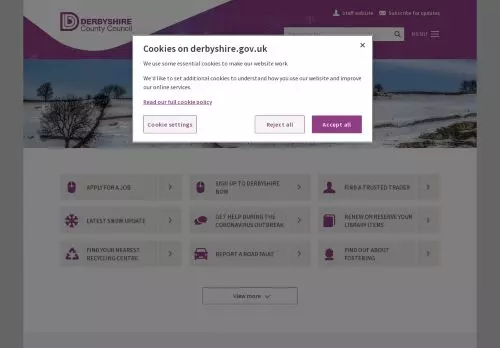 DERBYSHIRE
County Council
Staff website
Subscribe for updates
MENU
Cookies on derbyshire.gov.uk
We use some essential cookies to make our website work.
We'd like to set additional cookies to understand how you use our website and improve
our online services.
Read our full cookie policy
Cookie settings
Reject all
Accept all
APPLY FOR A JOB
SIGN UP TO DERBYSHIRE
NOW
FIND A TRUSTED TRADER
LATEST SNOW UPDATE
GET HELP DURING THE
CORONAVIRUS OUTBREAK
RENEW OR RESERVE YOUR
LIBRARY ITEMS
FIND YOUR NEAREST
RECYCLING CENTRE
REPORT A ROAD FAULT
FIND OUT ABOUT
FOSTERING
View more